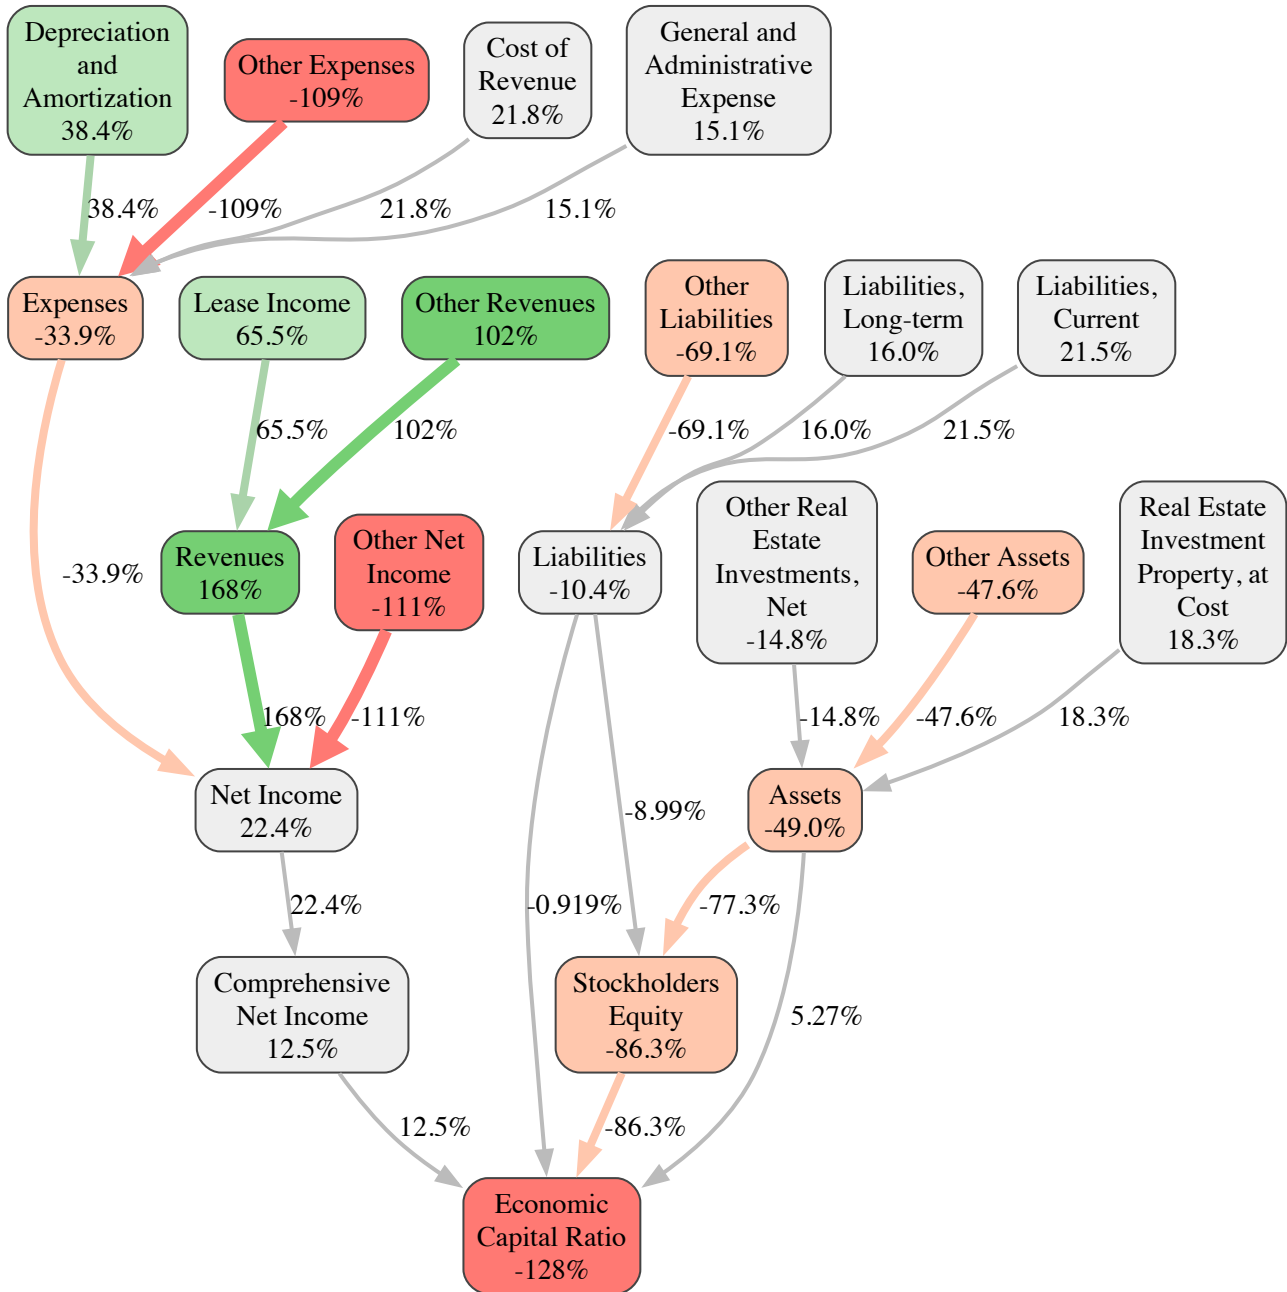 Depreciation
and
Amortization
38.4%
Other Expenses
-109%
Cost of
Revenue
21.8%
General and
Administrative
Expense
15.1%
38.4%
-109%
21.8%
15.1%
Expenses
-33.9%
Lease Income
65.5%
Other Revenues
102%
Other
Liabilities
-69.1%
Liabilities,
Long-term
16.0%
Liabilities,
Current
21.5%
65.5%
102%
-69.1%
16.0%
21.5%
Revenues
168%
Other Net
Income
-111%
Liabilities
-10.4%
Other Real
Estate
Investments,
Net
-14.8%
Other Assets
-47.6%
Real Estate
Investment
Property, at
Cost
18.3%
-33.9%
168%
-111%
-14.8%
-47.6%
18.3%
Net Income
22.4%
-8.99%
Assets
-49.0%
22.4%
-0.919%
-77.3%
Comprehensive
Net Income
12.5%
Stockholders
Equity
-86.3%
5.27%
12.5%
-86.3%
Economic
Capital Ratio
-128%